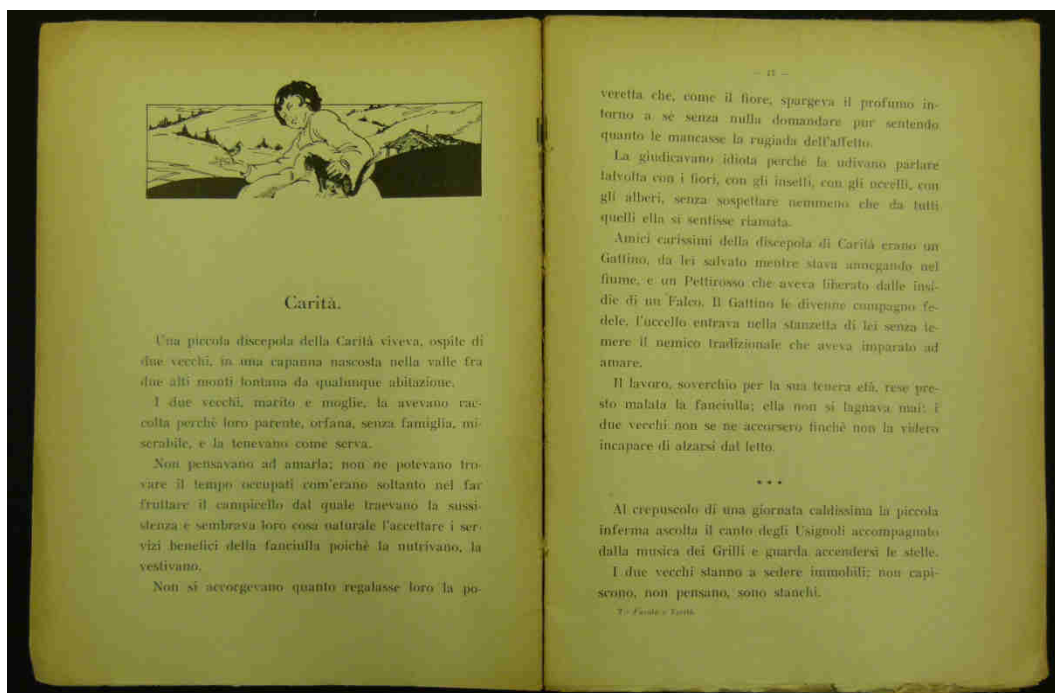 Carità.
Una piccola discepola della Carità viveva, ospite di
due vecchi, in una capanna nascosta nella valle fra
due alti monti lontana da qualunque abitazione.
I due vecchi, marito e moglie, la avevano rac-
colta perchè loro parente, orfana, senza famiglia, mi-
serabile, e la tenevano come serva.
Non pensavano ad amarla; non ne potevano tro-
vare il tempo occupati com'erano soltanto nel far
fruttare il campicello dal quale traevano la sussi-
stenza e sembrava loro cosa naturale l'accettare i ser-
vizi benefici della fanciulla poichè la nutrivano, la
vestivano.
Non si accorgevano quanto regalasse loro la po-
veretta che, come il fiore, spargeva il profumo in-
torno a sè senza nulla domandare pur sentendo
quanto le mancasse la rugiada dell'affetto.
La giudicavano idiota perchè la udivano parlare
talvolta con i fiori, con gli insetti, con gli uccelli, con
gli alberi, senza sospettare nemmeno che da tutti
quelli ella si sentisse riamata.
Amici carissimi della discepola di Carità erano un
Gattino, da lei salvato mentre stava annegando nel
fiume, e un Pettirosso che aveva liberato dalle insi-
die di un Falco. Il Gattino le divenne compagno fe-
dele, l'uccello entrava nella stanzetta di lei senza te-
mere il nemico tradizionale che aveva imparato ad
amare.
Il lavoro, soverchio per la sua tenera età, rese pre-
sto malata la fanciulla; ella non si lagnava mai: i
due vecchi non se ne accorsero finchè non la videro
incapace di alzarsi dal letto.
* * *
Al crepuscolo di una giornata caldissima la piccola
inferma ascolta il canto degli Usignoli accompagnato
dalla musica dei Grilli e guarda accendersi le stelle.
I due vecchi stanno a sedere immobili; non capi-
scono, non pensano, sono stanchi.